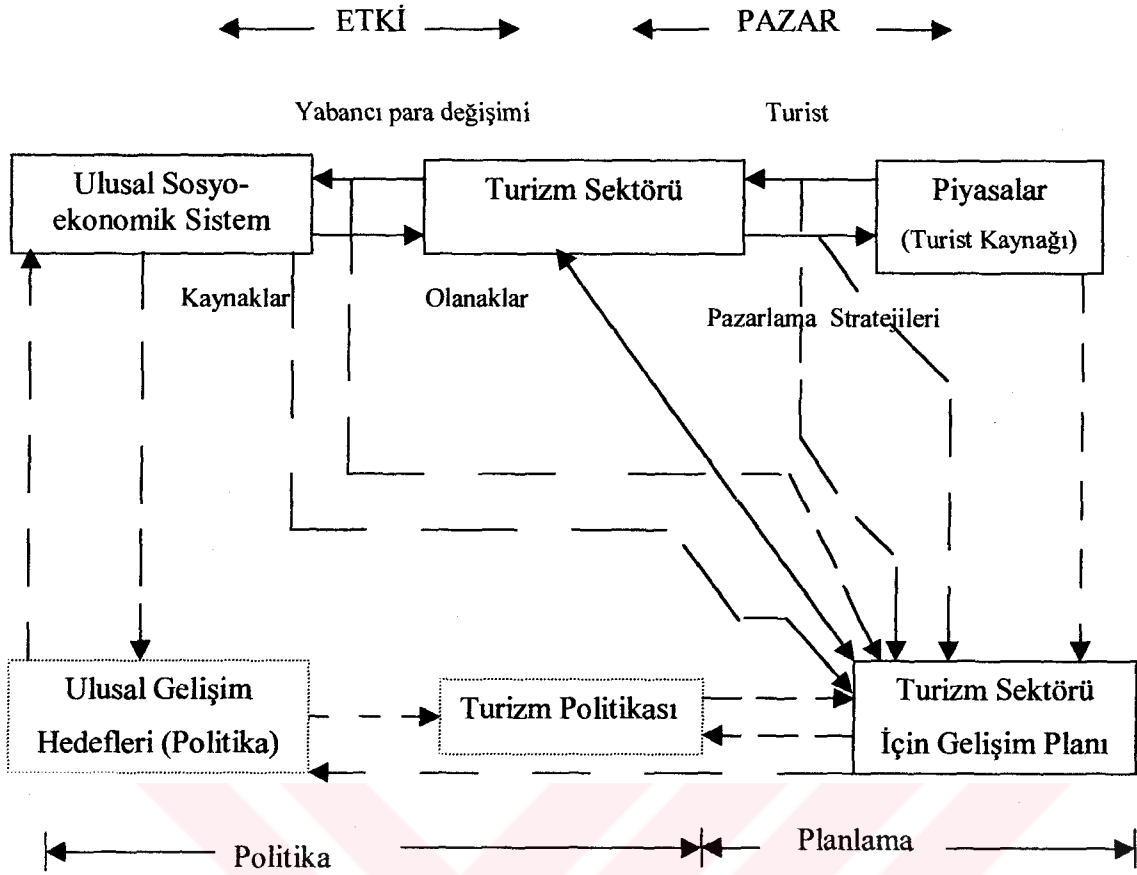 ETKİ
PAZAR
Yabancı para değişimi
Turist
Ulusal Sosyo-
ekonomik Sistem
Turizm Sektörü
Piyasalar
(Turist Kaynağı)
Kaynaklar
Olanaklar
Pazarlama Stratejileri
Ulusal Gelişim
Hedefleri (Politika)
Turizm Politikası
Turizm Sektörü
İçin Gelişim Planı
Politika
Planlama